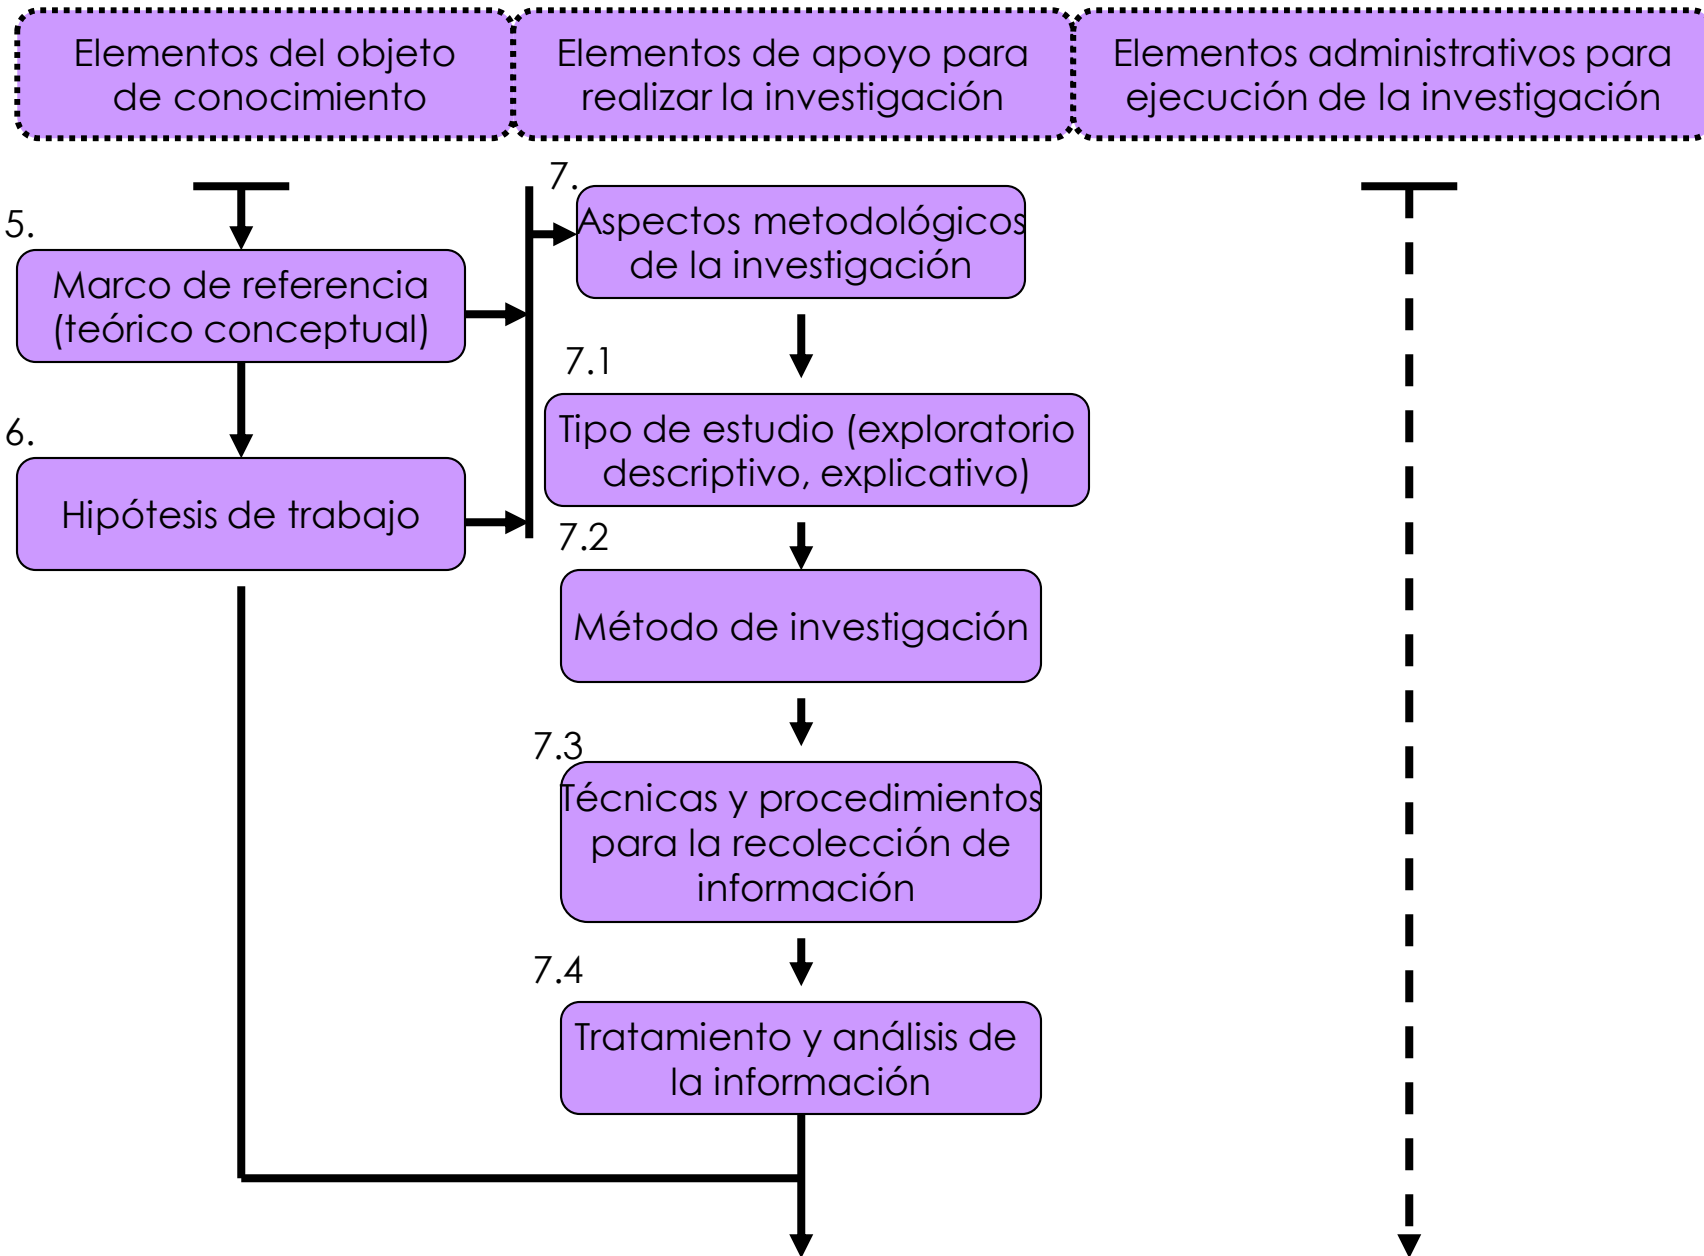 Elementos del objeto
de conocimiento
Elementos de apoyo para
realizar la investigación
Elementos administrativos para
ejecución de la investigación
5.
Marco de referencia
(teórico conceptual)
6.
Hipótesis de trabajo
7.
Aspectos metodológicos
de la investigación
7.1
Tipo de estudio (exploratorio
descriptivo, explicativo)
7.2
Método de investigación
7.3
Técnicas y procedimientos
para la recolección de
información
7.4
Tratamiento y análisis de
la información